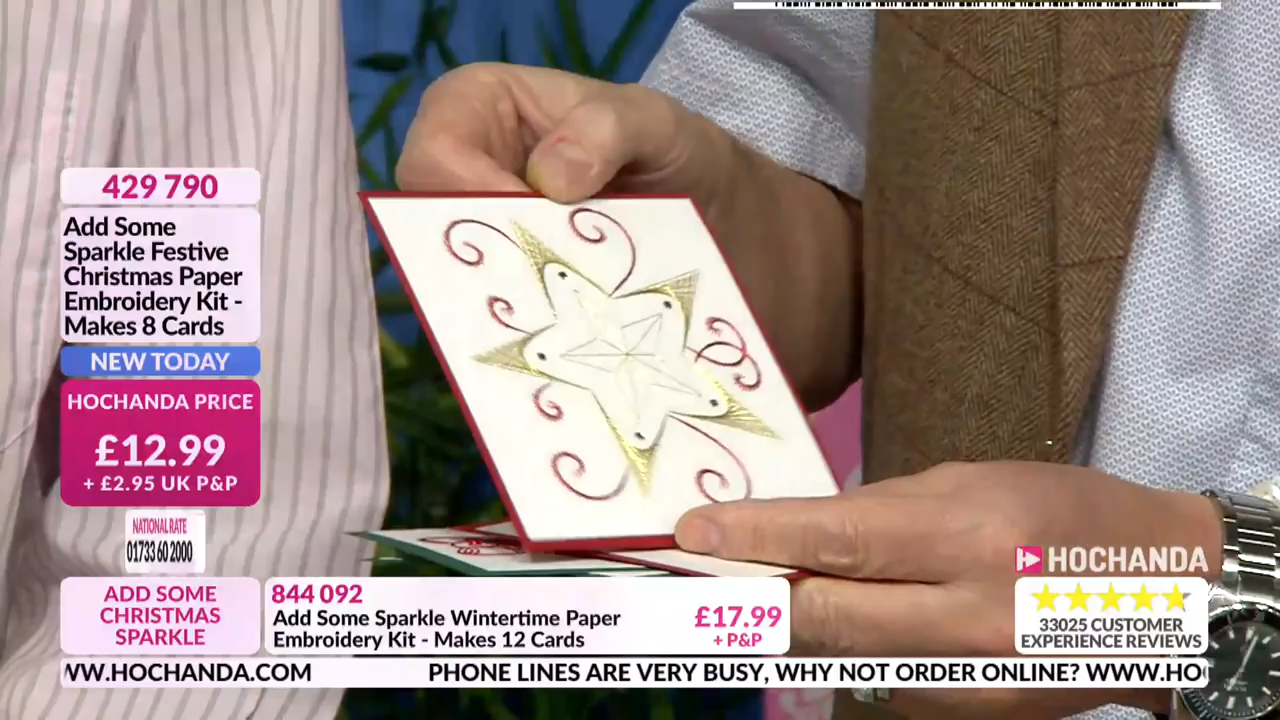 429 790
Add Some
Sparkle Festive
Christmas Paper
Embroidery Kit -
Makes 8 Cards
NEW TODAY
HOCHANDA PRICE
£12.99
+ £2.95 UK P&P
NATIONAL RATE
01733 60 2000
ADD SOME
CHRISTMAS
SPARKLE
844 092
Add Some Sparkle Wintertime Paper
Embroidery Kit - Makes 12 Cards
£17.99
+ P&P
HOCHANDA
33025 CUSTOMER
EXPERIENCE REVIEWS
WW.HOCHANDA.COM PHONE LINES ARE VERY BUSY, WHY NOT ORDER ONLINE? WWW.HO